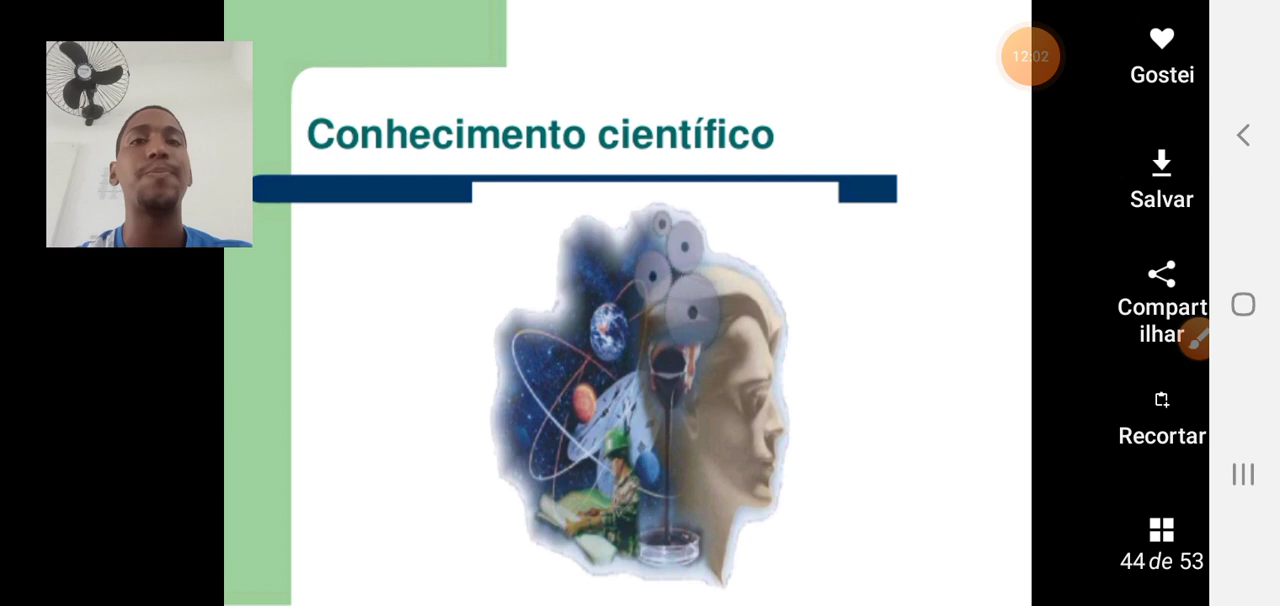 12:02
Gostei
Conhecimento científico
Salvar
Compart
ilhar
Recortar
44 de 53